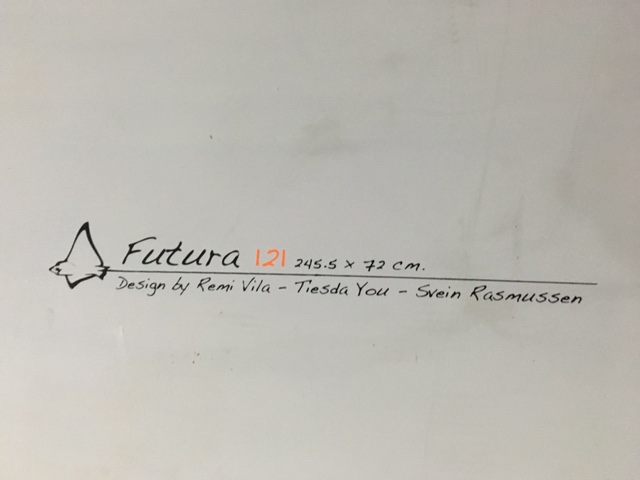 Futura 121 245.5 x 72 cm.
Design by Remi Vila - Tiesda You - Svein Rasmussen